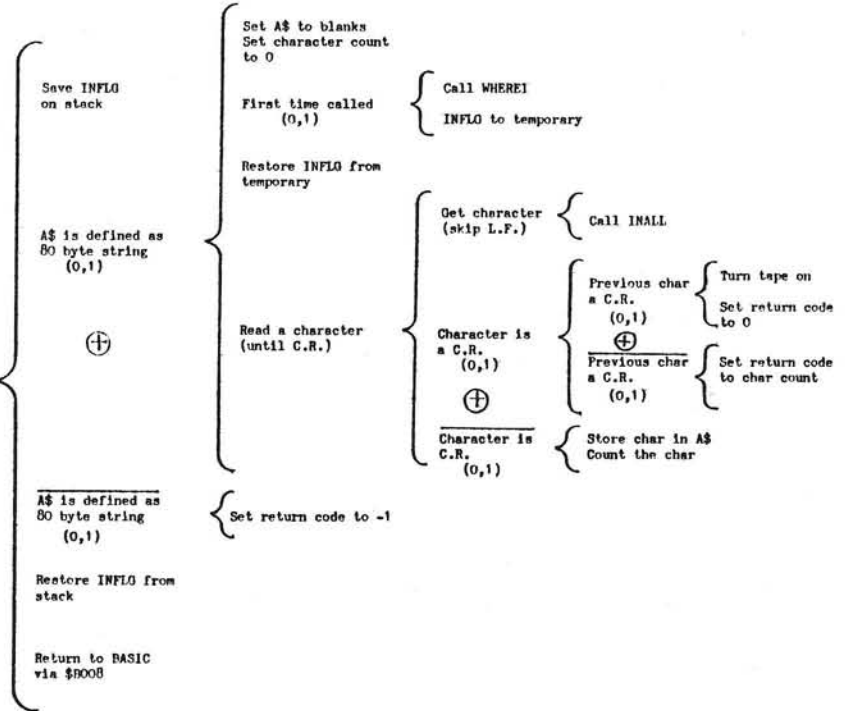 Save INFLG
on stack
A$ is defined as
80 byte string
(0,1)
Set A$ to blanks
Set character count
to 0
First time called
(0,1)
Call WHEREI
INFLG to temporary
Restore INFLG from
temporary
Read a character
(until C.R.)
Get character
(skip L.F.)
Call INALL
Character is
a C.R.
(0,1)
Previous char
a C.R.
(0,1)
Turn tape on
Set return code
to 0
Previous char
a C.R.
(0,1)
Set return code
to char count
Character is
C.R.
(0,1)
Store char in A$
Count the char
A$ is defined as
80 byte string
(0,1)
Set return code to -1
Restore INFLG from
stack
Return to BASIC
via $B008